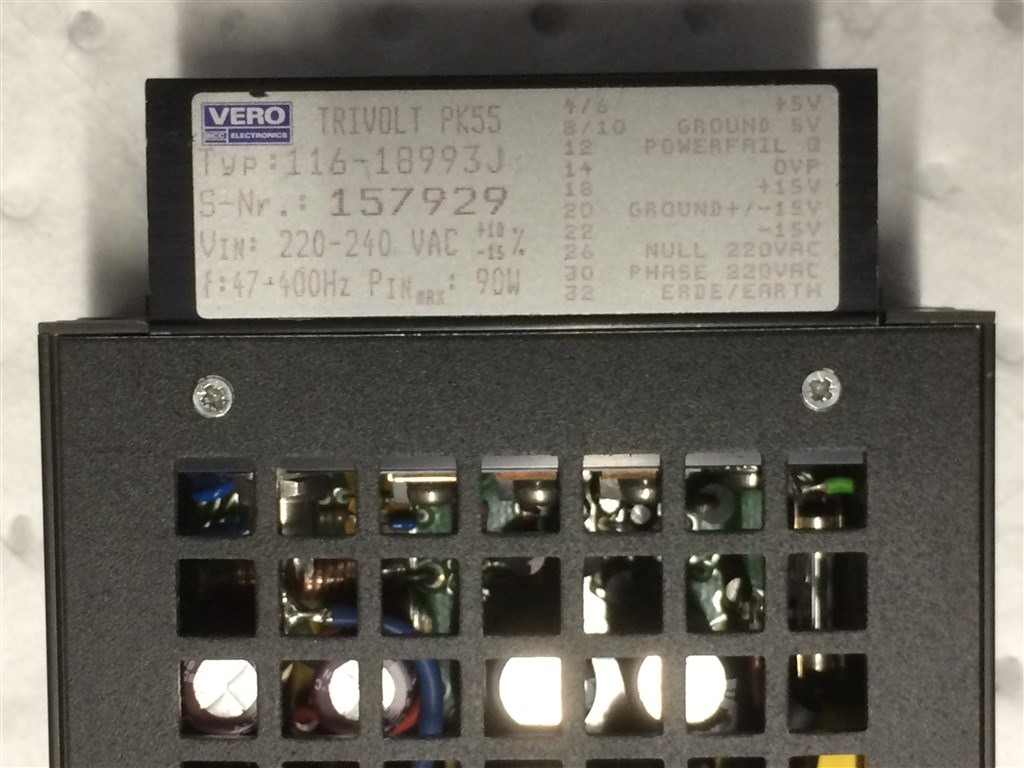 VERO
BCC ELECTRONICS
TRIVOLT PK55
Typ:116-18993J
S-Nr.: 157929
VIN: 220-240 VAC +10 -15 %
f:47-400Hz PINmax: 90W
4/6 +5V
8/10 GROUND 5V
12 POWERFAIL Q
14 OVP
18 +15V
20 GROUND+/-15V
22 -15V
26 NULL 220VAC
30 PHASE 220VAC
32 ERDE/EARTH